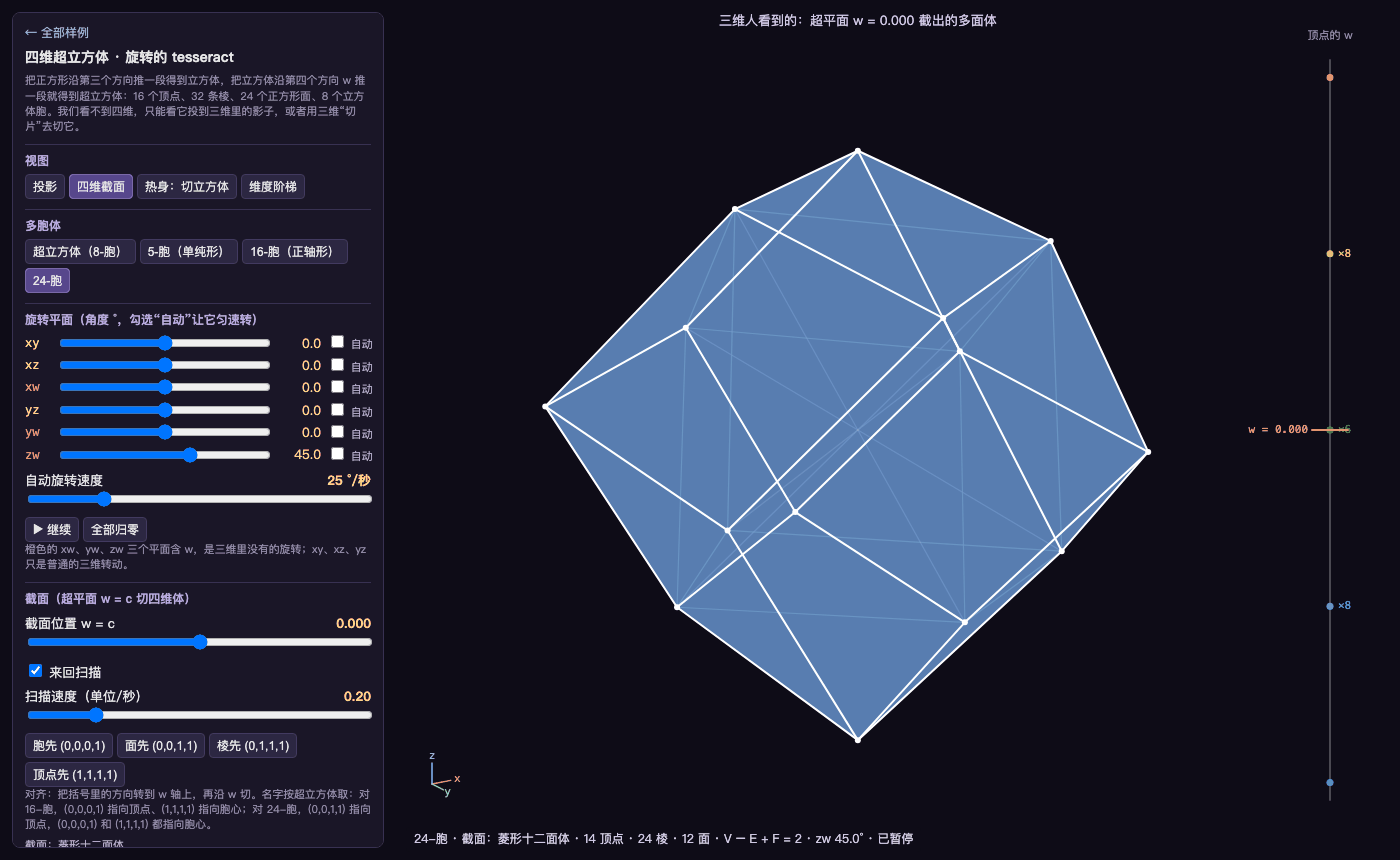 ← 全部样例
四维超立方体 · 旋转的 tesseract
把正方形沿第三个方向推一段得到立方体，把立方体沿第四个方向 w 推
一段就得到超立方体：16 个顶点、32 条棱、24 个正方形面、8 个立方
体胞。我们看不到四维，只能看它投到三维里的影子，或者用三维“切
片”去切它。
视图
投影
四维截面
热身：切立方体
维度阶梯
多胞体
超立方体（8-胞）
5-胞（单纯形）
16-胞（正轴形）
24-胞
旋转平面（角度 °，勾选“自动”让它匀速转）
xy 0.0 自动
xz 0.0 自动
xw 0.0 自动
yz 0.0 自动
yw 0.0 自动
zw 45.0 自动
自动旋转速度 25 °/秒
▶ 继续
全部归零
橙色的 xw、yw、zw 三个平面含 w，是三维里没有的旋转；xy、xz、yz
只是普通的三维转动。
截面（超平面 w = c 切四维体）
截面位置 w = c 0.000
来回扫描
扫描速度（单位/秒） 0.20
胞先 (0,0,0,1)
面先 (0,0,1,1)
棱先 (0,1,1,1)
顶点先 (1,1,1,1)
对齐：把括号里的方向转到 w 轴上，再沿 w 切。名字按超立方体取：对
16-胞，(0,0,0,1) 指向顶点、(1,1,1,1) 指向胞心；对 24-胞，(0,0,1,1) 指向
顶点，(0,0,0,1) 和 (1,1,1,1) 都指向胞心。
截面：菱形十二面体
三维人看到的：超平面 w = 0.000 截出的多面体
顶点的 w
×8
w = 0.000
×6
×8
z
x
y
24-胞 · 截面：菱形十二面体 · 14 顶点 · 24 棱 · 12 面 · V − E + F = 2 · zw 45.0° · 已暂停